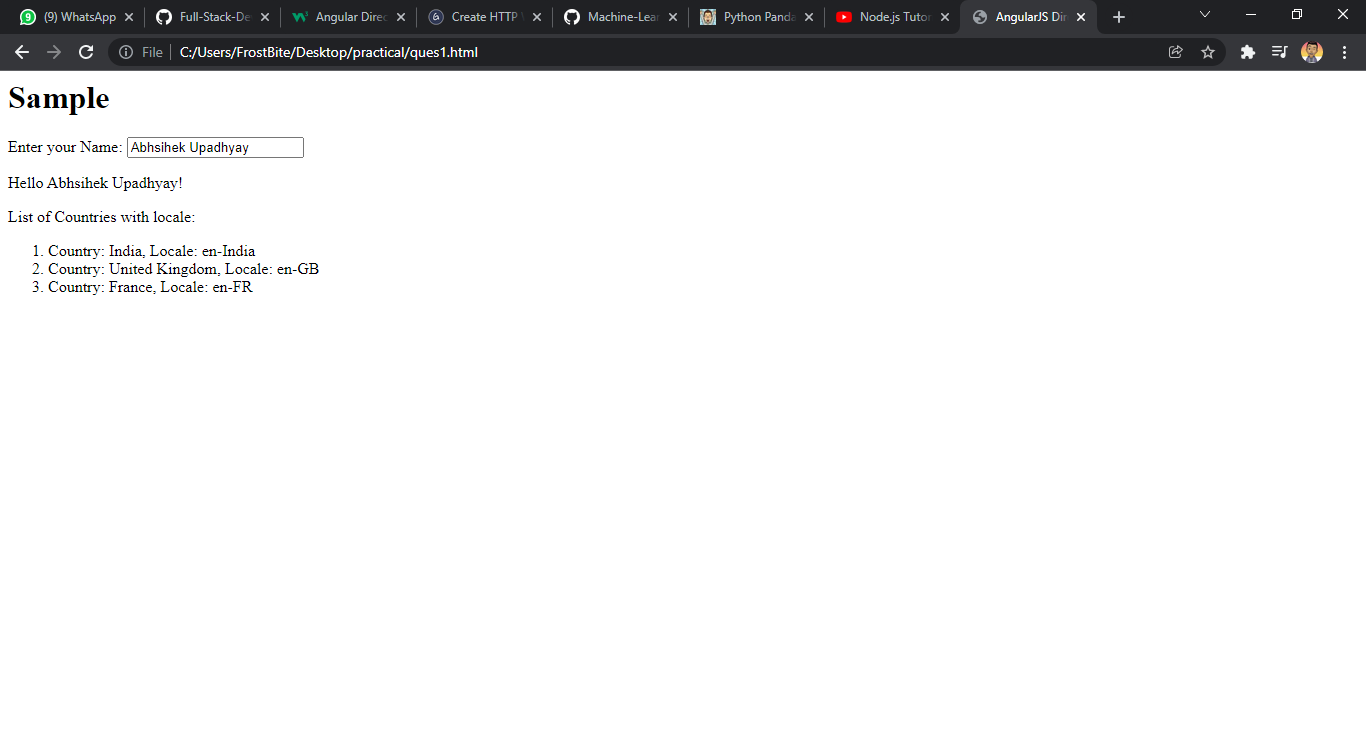 (9) WhatsApp
Full-Stack-De
Angular Direc
Create HTTP
Machine-Lear
Python Panda
Node.js Tutor
AngularJS Dir
File C:/Users/FrostBite/Desktop/practical/ques1.html
Sample
Enter your Name: Abhsihek Upadhyay
Hello Abhsihek Upadhyay!
List of Countries with locale:
1. Country: India, Locale: en-India
2. Country: United Kingdom, Locale: en-GB
3. Country: France, Locale: en-FR